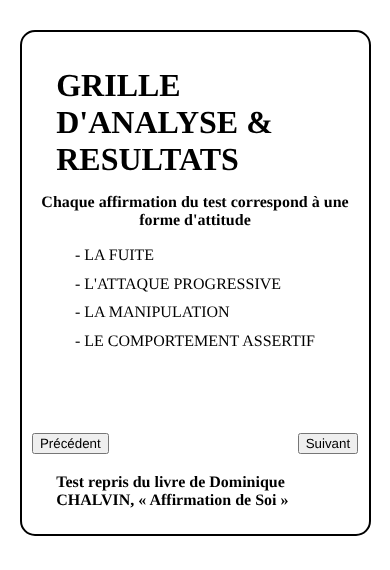 GRILLE
D'ANALYSE &
RESULTATS
Chaque affirmation du test correspond à une
forme d'attitude
- LA FUITE
- L'ATTAQUE PROGRESSIVE
- LA MANIPULATION
- LE COMPORTEMENT ASSERTIF
Précédent Suivant
Test repris du livre de Dominique
CHALVIN, « Affirmation de Soi »